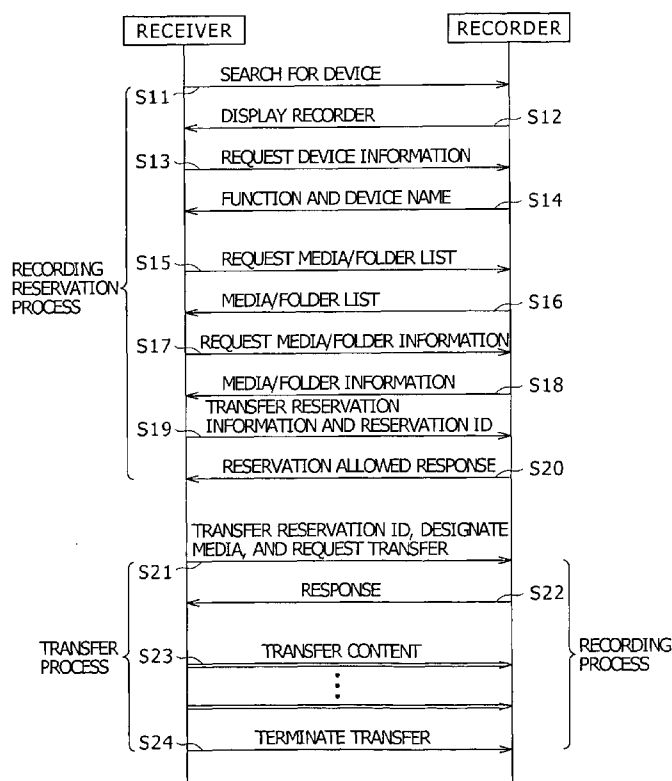 RECEIVER
RECORDER
SEARCH FOR DEVICE
S11
DISPLAY RECORDER
S12
S13
REQUEST DEVICE INFORMATION
FUNCTION AND DEVICE NAME
S14
S15
REQUEST MEDIA/FOLDER LIST
RECORDING
RESERVATION
PROCESS
MEDIA/FOLDER LIST
S16
S17
REQUEST MEDIA/FOLDER INFORMATION
MEDIA/FOLDER INFORMATION
S18
TRANSFER RESERVATION
INFORMATION AND RESERVATION ID
S19
RESERVATION ALLOWED RESPONSE
S20
TRANSFER RESERVATION ID, DESIGNATE
MEDIA, AND REQUEST TRANSFER
S21
RESPONSE
S22
TRANSFER
PROCESS
S23
TRANSFER CONTENT
RECORDING
PROCESS
S24
TERMINATE TRANSFER